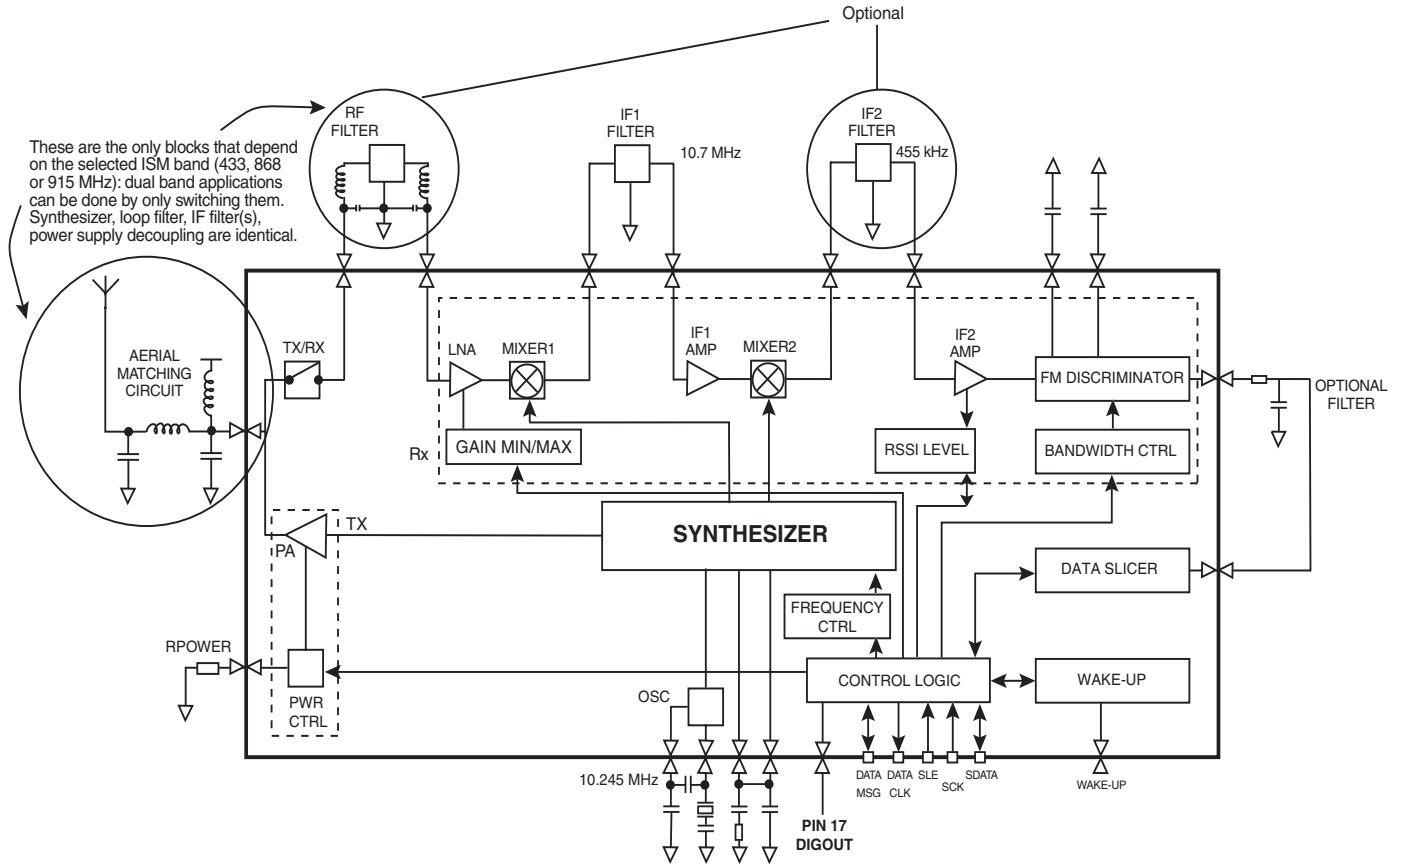 Optional
RF
FILTER
IF1
FILTER
10.7 MHz
IF2
FILTER
455 kHz
These are the only blocks that depend
on the selected ISM band (433, 868
or 915 MHz): dual band applications
can be done by only switching them.
Synthesizer, loop filter, IF filter(s),
power supply decoupling are identical.
AERIAL
MATCHING
CIRCUIT
TX/RX
LNA
MIXER1
IF1
AMP
MIXER2
IF2
AMP
FM DISCRIMINATOR
OPTIONAL
FILTER
Rx
GAIN MIN/MAX
RSSI LEVEL
BANDWIDTH CTRL
TX
PA
SYNTHESIZER
DATA SLICER
FREQUENCY
CTRL
RPOWER
PWR
CTRL
OSC
CONTROL LOGIC
WAKE-UP
10.245 MHz
DATA
MSG
DATA
CLK
SLE
SCK
SDATA
WAKE-UP
PIN 17
DIGOUT